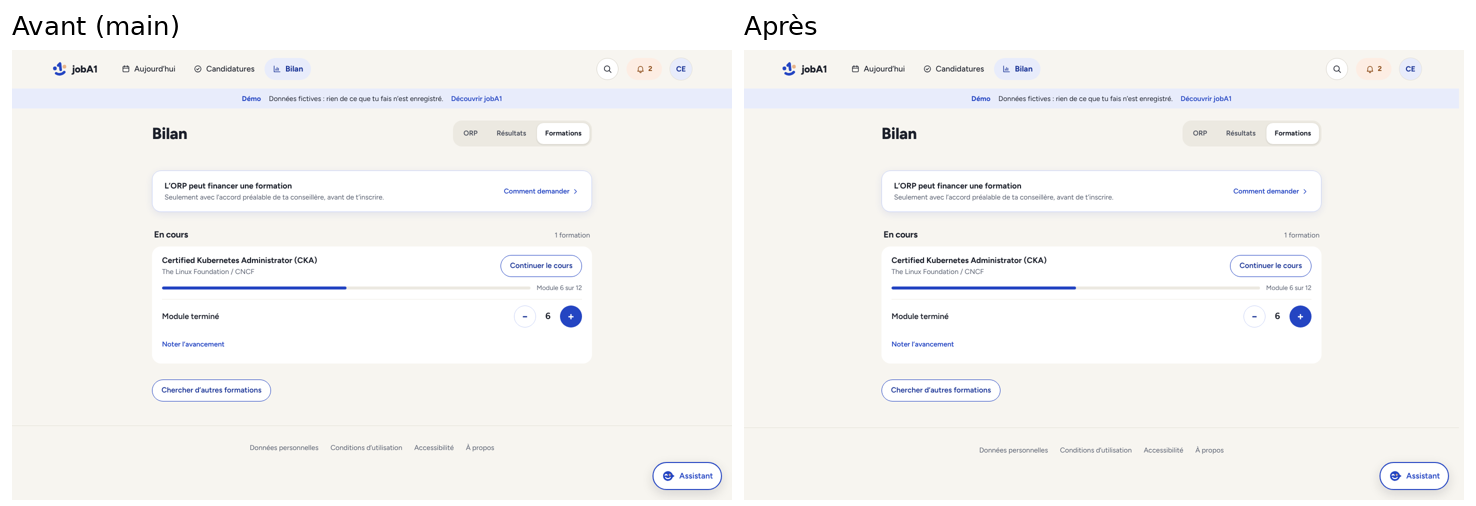 Avant (main)
jobA1 Aujourd'hui Candidatures Bilan 2 CE
Démo Données fictives : rien de ce que tu fais n'est enregistré. Découvrir jobA1
Bilan ORP Résultats Formations
L'ORP peut financer une formation
Seulement avec l'accord préalable de ta conseillère, avant de t'inscrire.
Comment demander
En cours 1 formation
Certified Kubernetes Administrator (CKA)
The Linux Foundation / CNCF
Continuer le cours
Module 6 sur 12
Module terminé − 6 +
Noter l'avancement
Chercher d'autres formations
Données personnelles Conditions d'utilisation Accessibilité À propos
Assistant
Après
jobA1 Aujourd'hui Candidatures Bilan 2 CE
Démo Données fictives : rien de ce que tu fais n'est enregistré. Découvrir jobA1
Bilan ORP Résultats Formations
L'ORP peut financer une formation
Seulement avec l'accord préalable de ta conseillère, avant de t'inscrire.
Comment demander
En cours 1 formation
Certified Kubernetes Administrator (CKA)
The Linux Foundation / CNCF
Continuer le cours
Module 6 sur 12
Module terminé − 6 +
Noter l'avancement
Chercher d'autres formations
Données personnelles Conditions d'utilisation Accessibilité À propos
Assistant